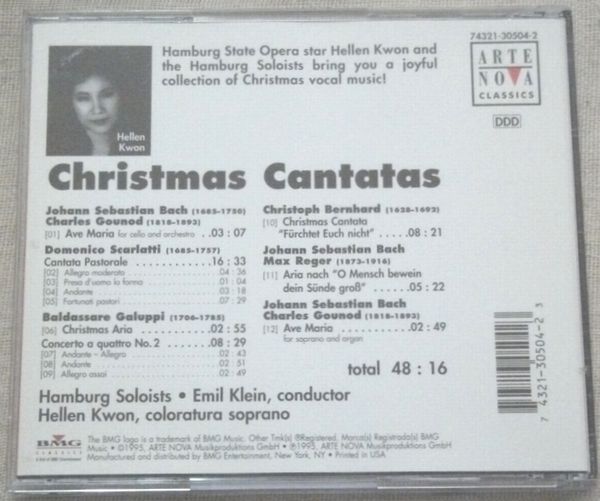 Hamburg State Opera star Hellen Kwon and
the Hamburg Soloists bring you a joyful
collection of Christmas vocal music!
74321-30504-2
ARTE
NOVA
CLASSICS
DDD
Hellen
Kwon
Christmas Cantatas
Johann Sebastian Bach (1685-1750)
Charles Gounod (1818-1893)
[01] Ave Maria for cello and orchestra ..03 : 07
Domenico Scarlatti (1685-1757)
Cantata Pastorale ............16 : 33
[02] Allegro moderato ........04 : 36
[03] Presa d'uomo la forma .....01 : 04
[04] Andante ........03 : 18
[05] Fortunati pastori ........07 : 29
Baldassare Galuppi (1706-1785)
[06] Christmas Aria ........02 : 55
Concerto a quattro No. 2 ......08 : 29
[07] Andante – Allegro ........02 : 43
[08] Andante ........02 : 51
[09] Allegro assai ........02 : 49
Christoph Bernhard (1628-1692)
[10] Christmas Cantata
"Fürchtet Euch nicht" .....08 : 21
Johann Sebastian Bach
Max Reger (1873-1916)
[11] Aria nach "O Mensch bewein
dein Sünde groß" .....05 : 22
Johann Sebastian Bach
Charles Gounod (1818-1893)
[12] Ave Maria ........02 : 49
for soprano and organ
total 48 : 16
7 74321-30504-2 3
Hamburg Soloists • Emil Klein, conductor
Hellen Kwon, coloratura soprano
BMG
CLASSICS
The BMG logo is a trademark of BMG Music. Other Tmk(s) ®Registered. Marca(s) Registrada(s) BMG
Music. ©1995, ARTE NOVA Musikproduktions GmbH • ℗1995, ARTE NOVA Musikproduktions GmbH
Manufactured and distributed by BMG Entertainment, New York, NY • Printed in USA